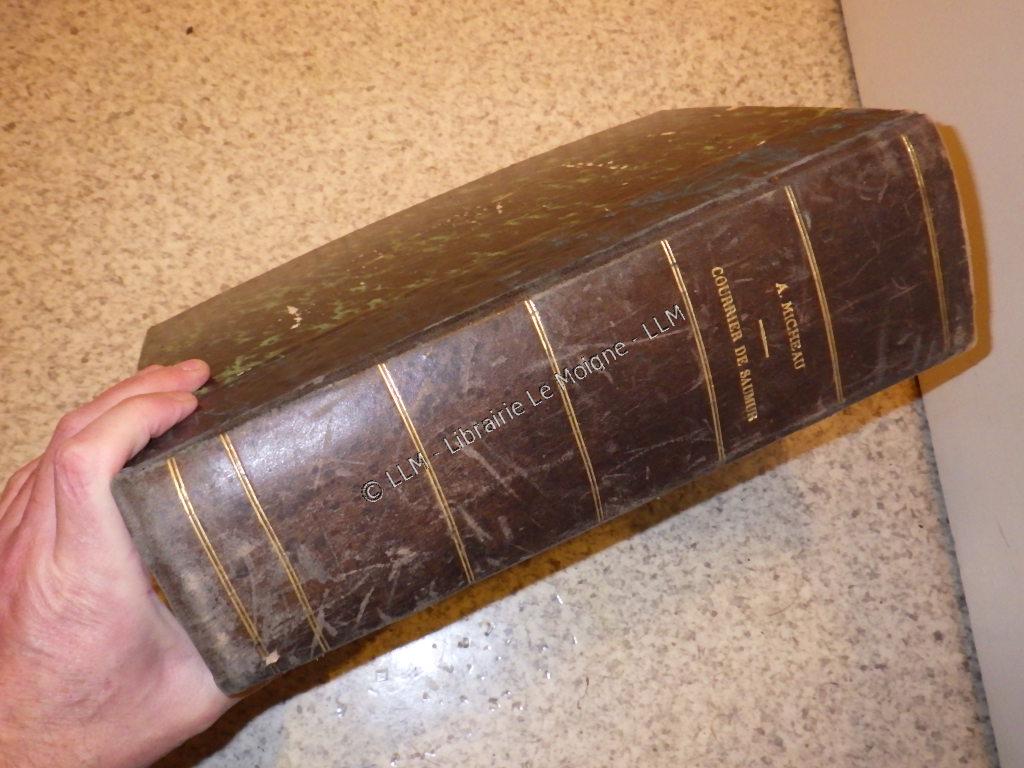 A. MICHEAU
COURRIER DE SAUMUR
© LLM - Librairie Le Moigne - LLM